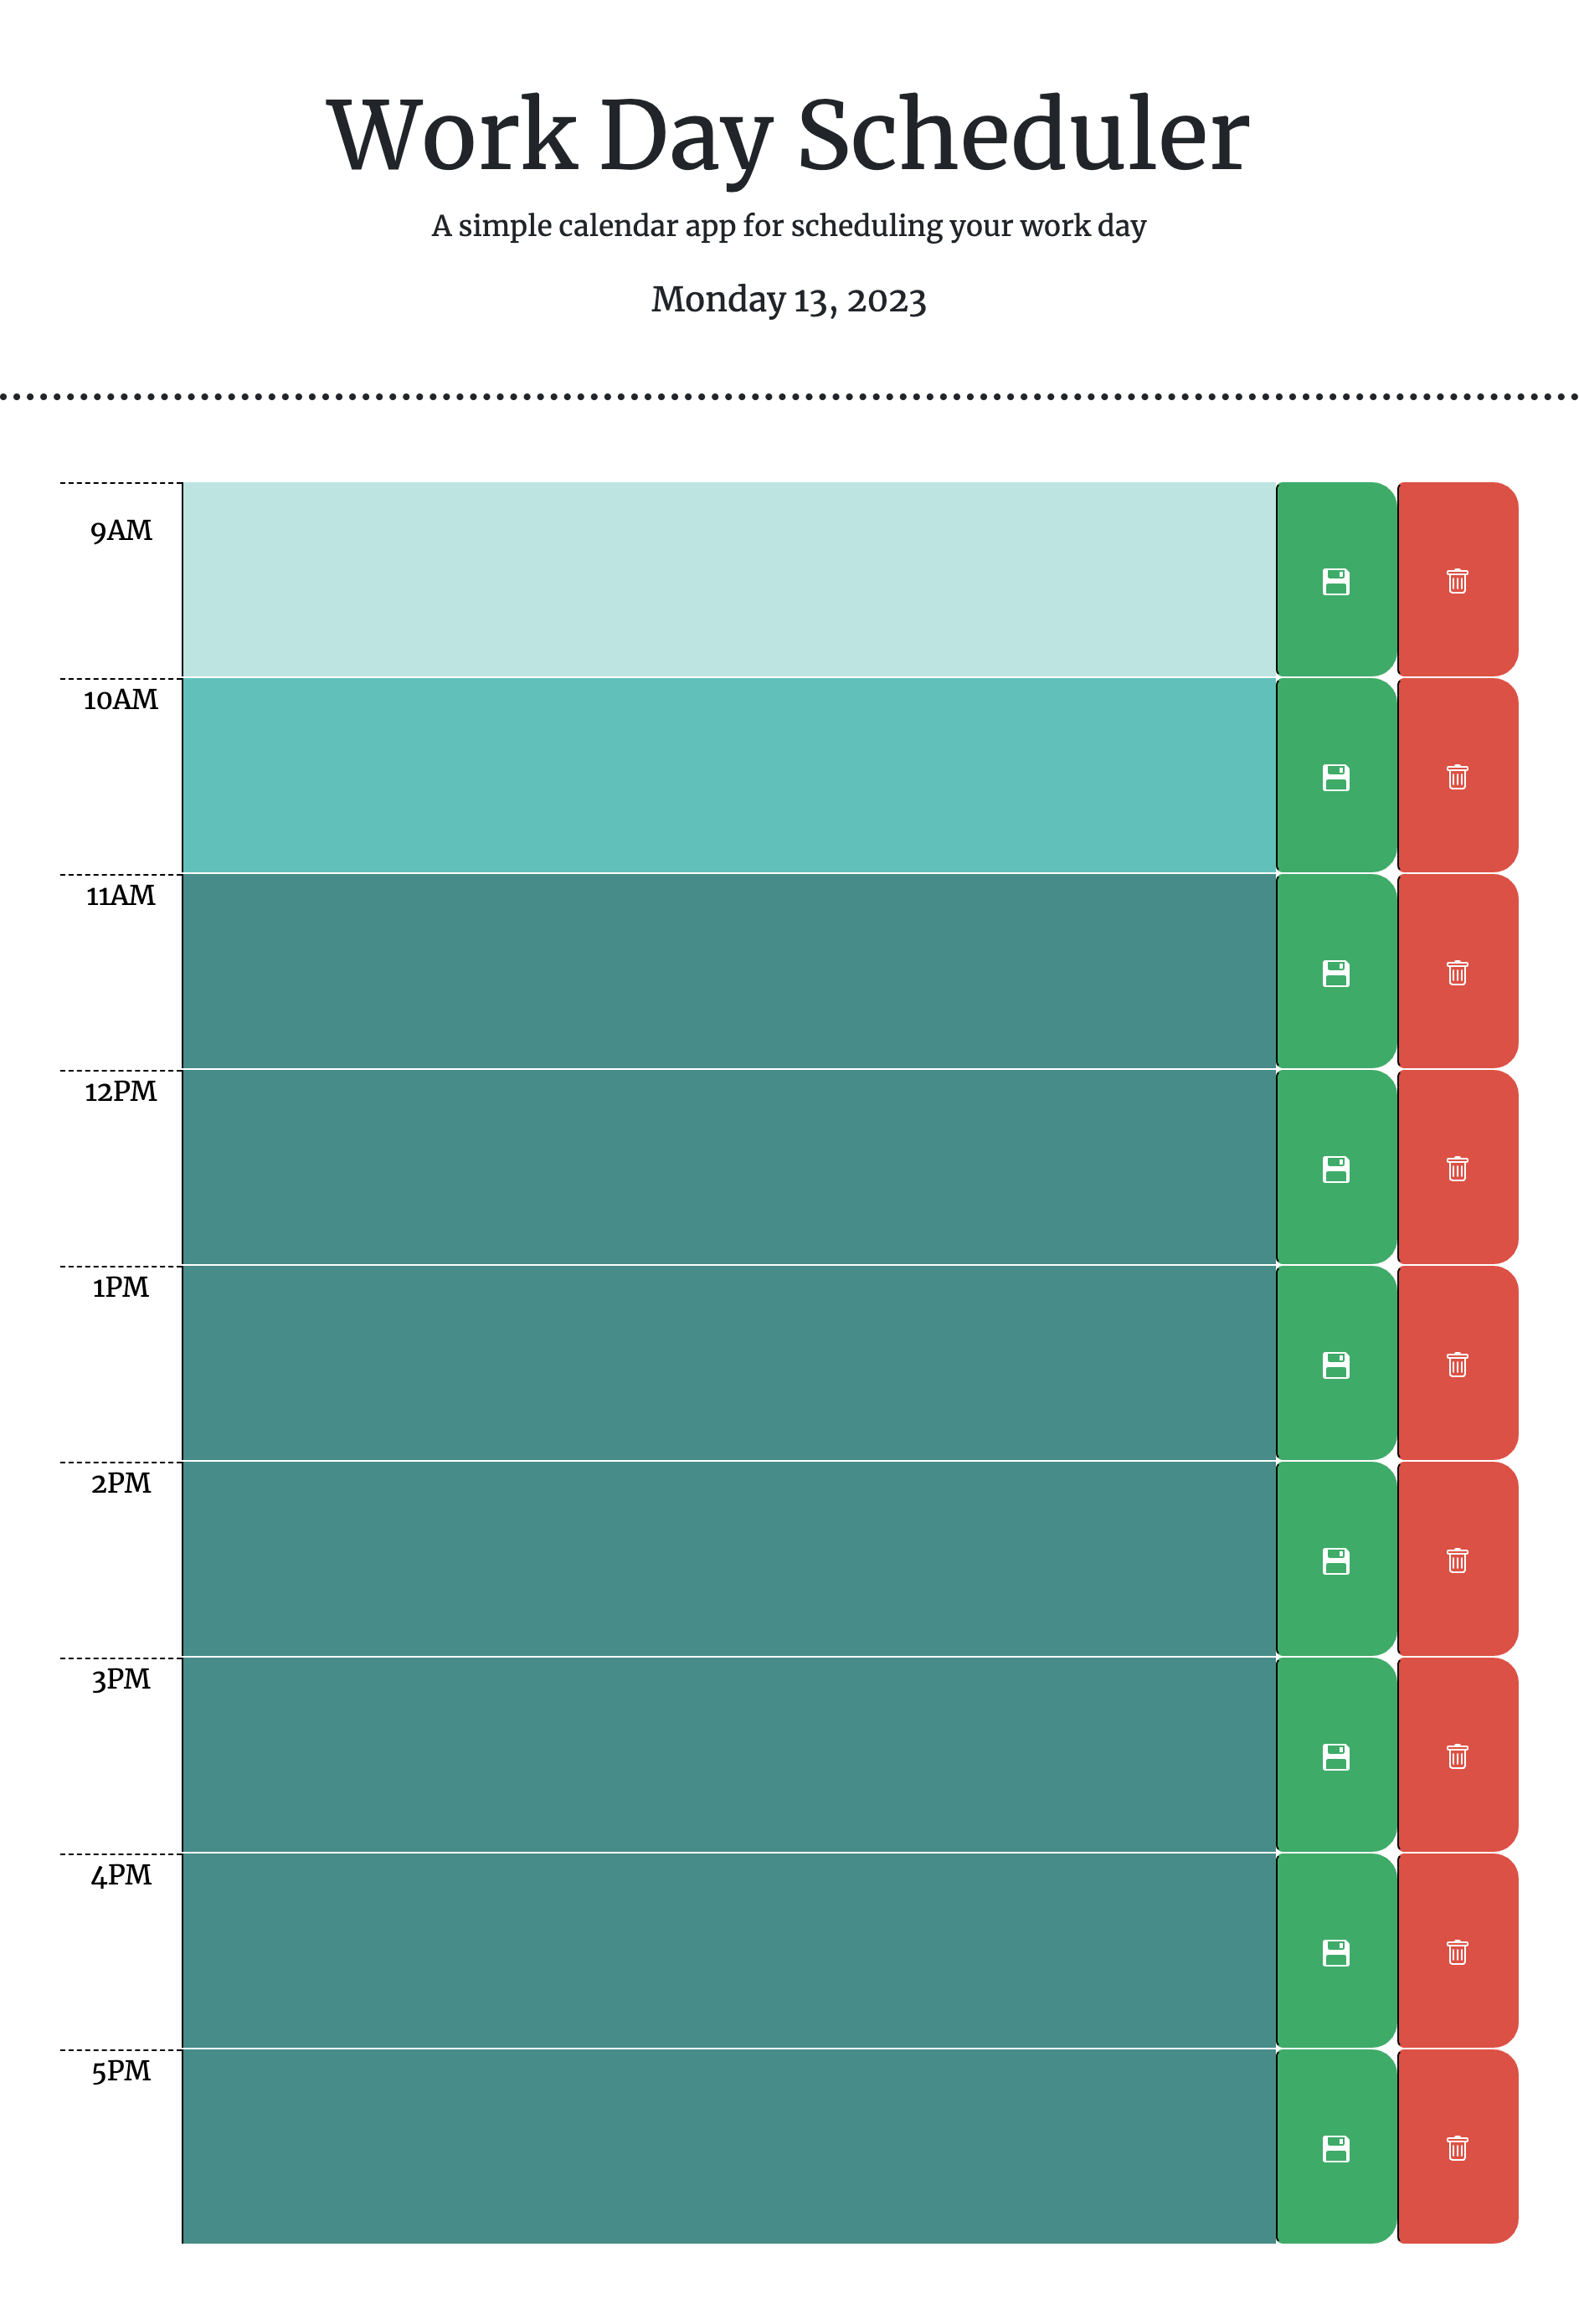 Work Day Scheduler
A simple calendar app for scheduling your work day
Monday 13, 2023
9AM
10AM
11AM
12PM
1PM
2PM
3PM
4PM
5PM